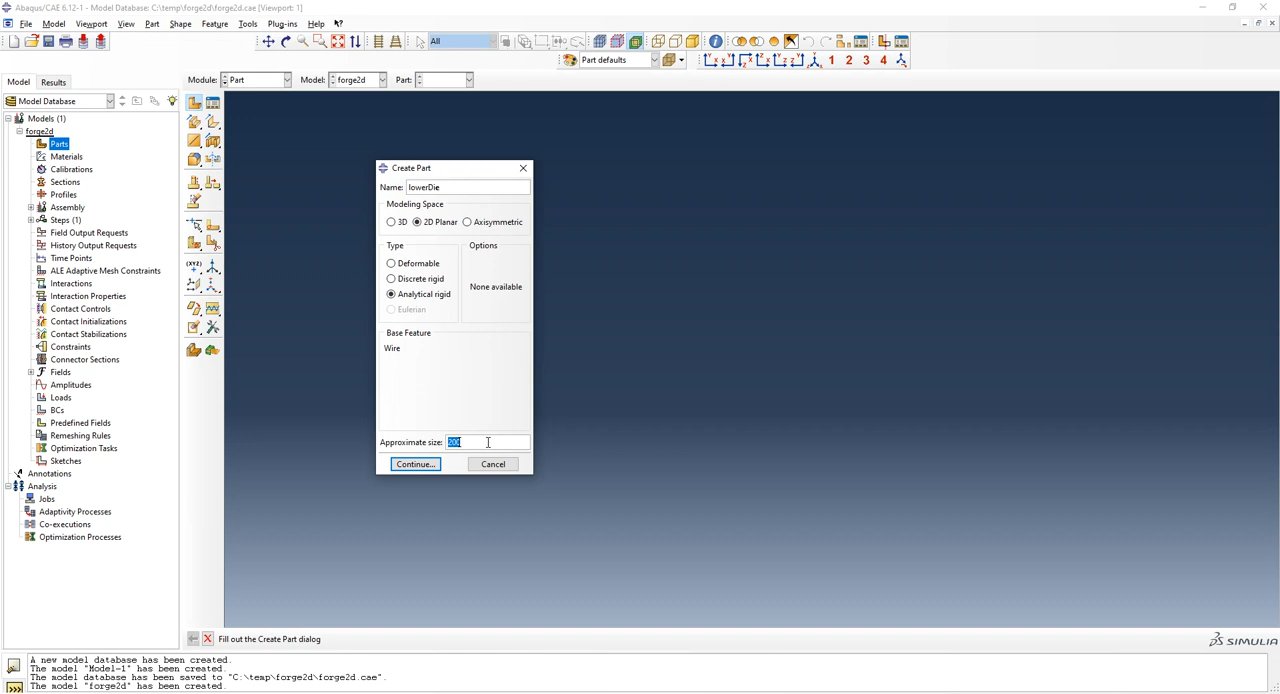 Abaqus/CAE 6.12-1 - Model Database: C:\temp\forge2d\forge2d.cae [Viewport: 1]
File Model Viewport View Part Shape Feature Tools Plug-ins Help
All
Part defaults
1 2 3 4
Model Results
Module: Part Model: forge2d Part:
Model Database
Models (1)
forge2d
Parts
Materials
Calibrations
Sections
Profiles
Assembly
Steps (1)
Field Output Requests
History Output Requests
Time Points
ALE Adaptive Mesh Constraints
Interactions
Interaction Properties
Contact Controls
Contact Initializations
Contact Stabilizations
Constraints
Connector Sections
Fields
Amplitudes
Loads
BCs
Predefined Fields
Remeshing Rules
Optimization Tasks
Sketches
Annotations
Analysis
Jobs
Adaptivity Processes
Co-executions
Optimization Processes
Create Part
Name: lowerDie
Modeling Space
3D 2D Planar Axisymmetric
Type Options
Deformable
Discrete rigid
Analytical rigid
Eulerian
None available
Base Feature
Wire
Approximate size: 200
Continue... Cancel
Fill out the Create Part dialog
SIMULIA
A new model database has been created.
The model "Model-1" has been created.
The model database has been saved to "C:\temp\forge2d\forge2d.cae".
The model "forge2d" has been created.